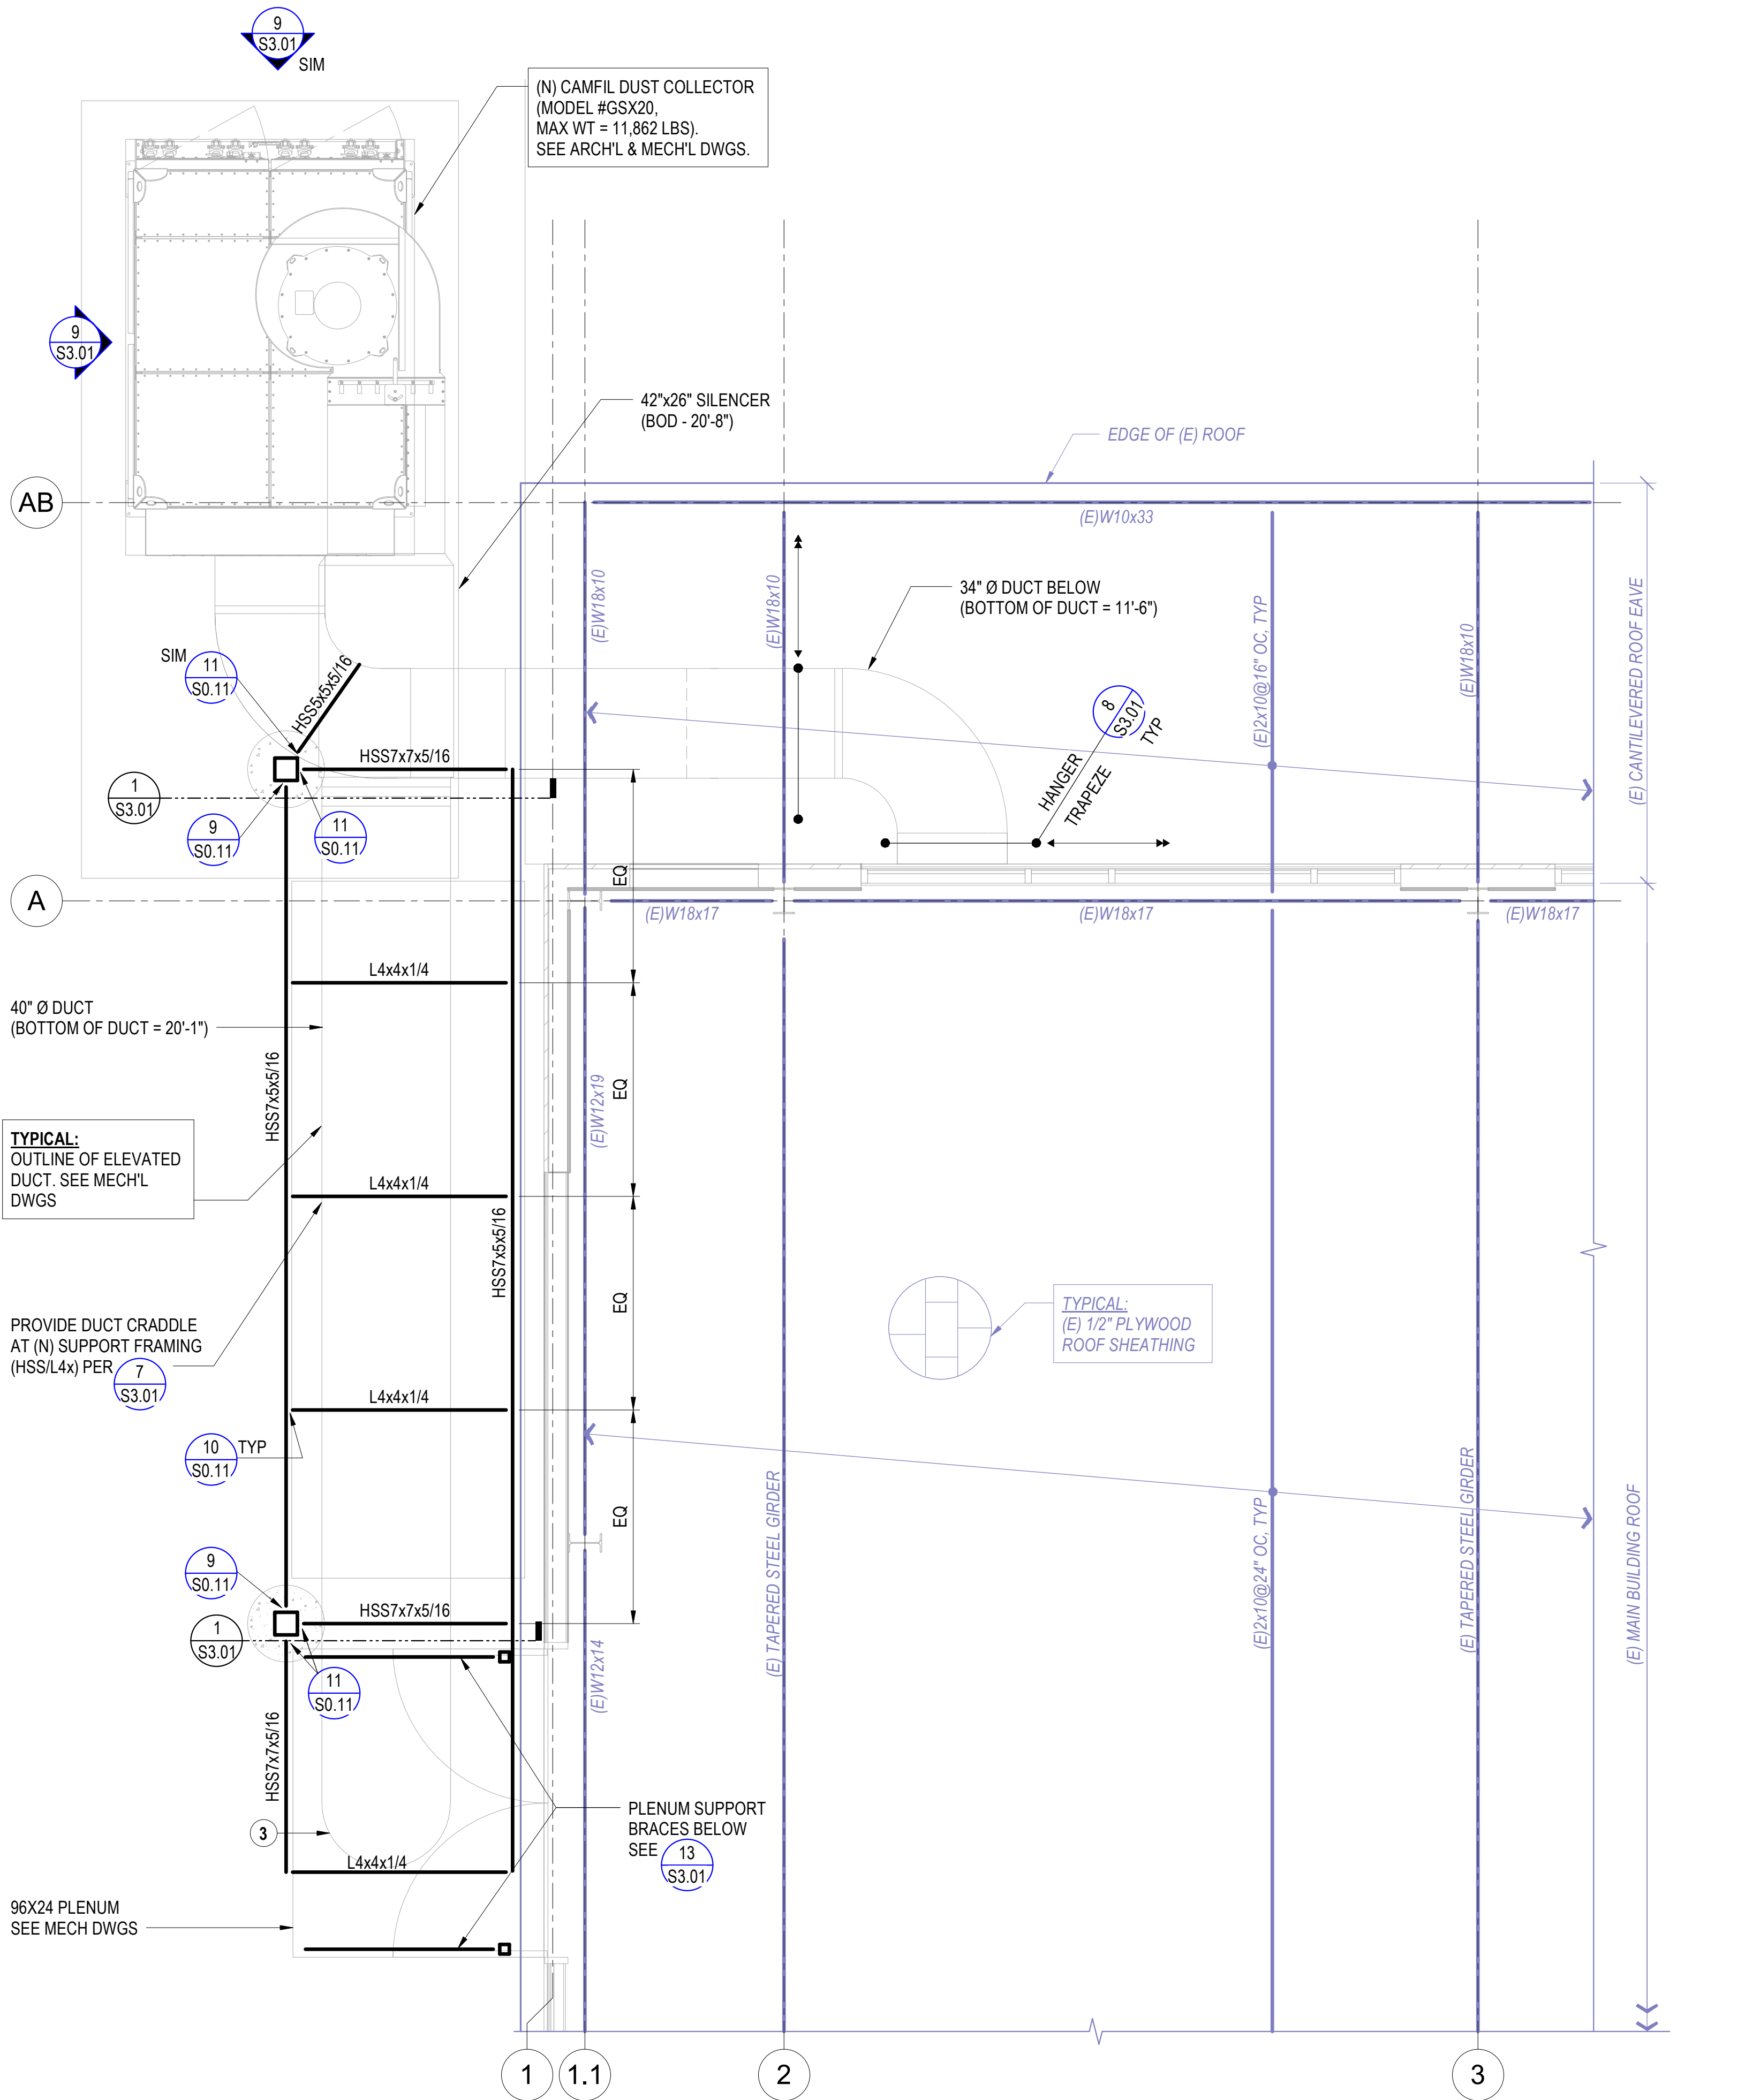 9
S3.01
SIM
(N) CAMFIL DUST COLLECTOR
(MODEL #GSX20,
MAX WT = 11,862 LBS).
SEE ARCH'L & MECH'L DWGS.
9
S3.01
42"x26" SILENCER
(BOD - 20'-8")
EDGE OF (E) ROOF
AB
(E)W10x33
(E)W18x10
(E)W18x10
34" Ø DUCT BELOW
(BOTTOM OF DUCT = 11'-6")
(E)2x10@16" OC, TYP
(E)W18x10
(E) CANTILEVERED ROOF EAVE
SIM
11
S0.11
HSS5x5x5/16
HSS7x7x5/16
8
S3.01
TYP
HANGER
TRAPEZE
1
S3.01
9
S0.11
11
S0.11
EQ
A
(E)W18x17
(E)W18x17
(E)W18x17
L4x4x1/4
40" Ø DUCT
(BOTTOM OF DUCT = 20'-1")
HSS7x5x5/16
(E)W12x19
EQ
TYPICAL:
OUTLINE OF ELEVATED
DUCT. SEE MECH'L
DWGS
L4x4x1/4
HSS7x5x5/16
EQ
TYPICAL:
(E) 1/2" PLYWOOD
ROOF SHEATHING
PROVIDE DUCT CRADDLE
AT (N) SUPPORT FRAMING
(HSS/L4x) PER
7
S3.01
L4x4x1/4
10
S0.11
TYP
EQ
(E) TAPERED STEEL GIRDER
(E)2x10@24" OC, TYP
(E) TAPERED STEEL GIRDER
(E) MAIN BUILDING ROOF
9
S0.11
HSS7x7x5/16
1
S3.01
11
S0.11
(E)W12x14
HSS7x7x5/16
3
PLENUM SUPPORT
BRACES BELOW
SEE
13
S3.01
L4x4x1/4
96X24 PLENUM
SEE MECH DWGS
1
1.1
2
3